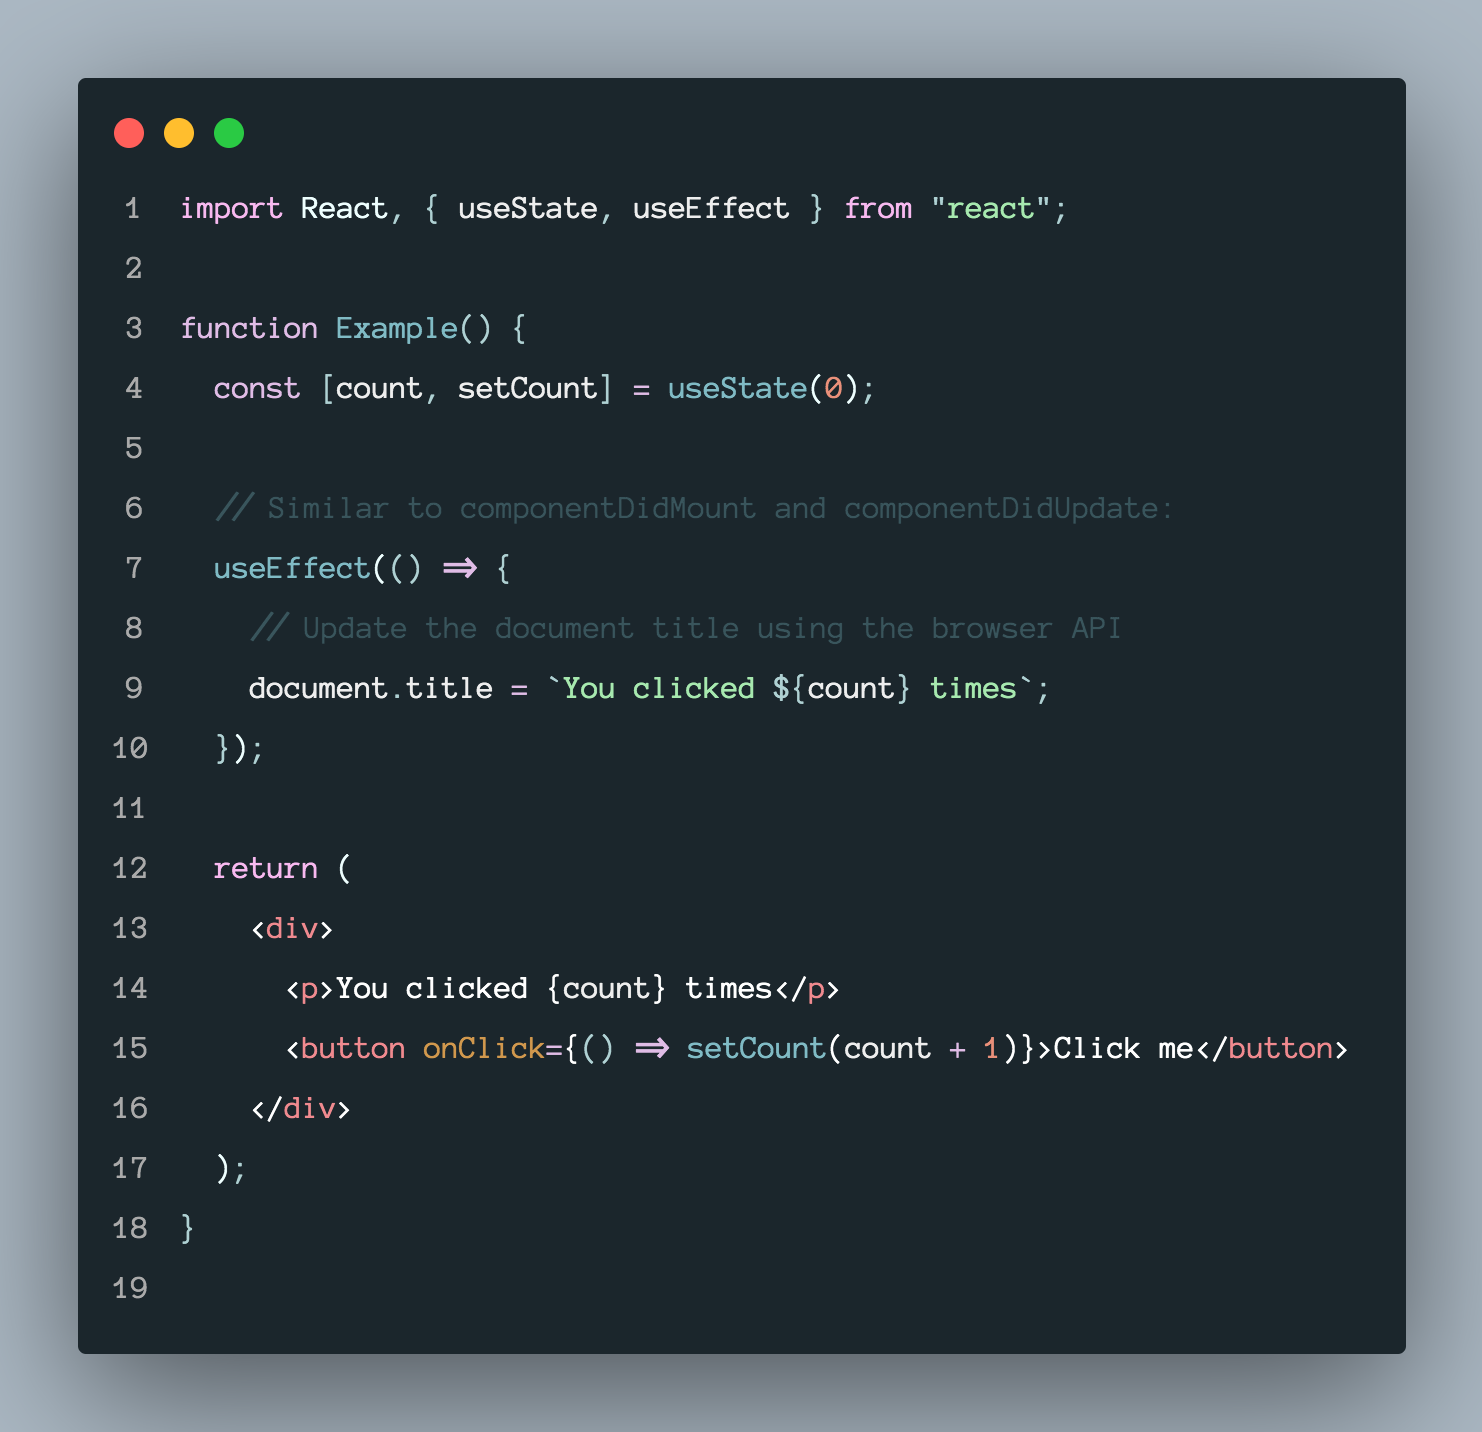 1 import React, { useState, useEffect } from "react";
2
3 function Example() {
4   const [count, setCount] = useState(0);
5
6   // Similar to componentDidMount and componentDidUpdate:
7   useEffect(() => {
8     // Update the document title using the browser API
9     document.title = `You clicked ${count} times`;
10   });
11
12   return (
13     <div>
14       <p>You clicked {count} times</p>
15       <button onClick={() => setCount(count + 1)}>Click me</button>
16     </div>
17   );
18 }
19